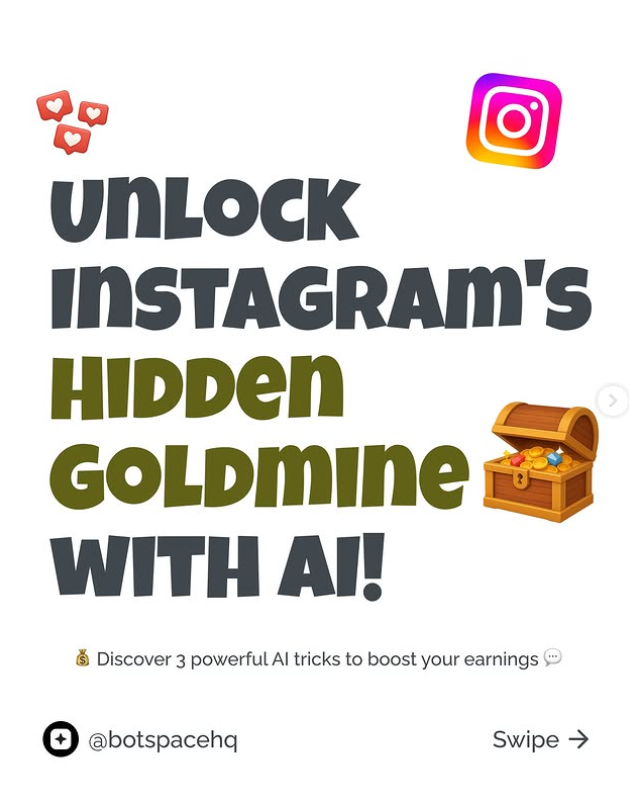 UNLOCK
INSTAGRAM'S
HIDDEN
GOLDMINE
WITH AI!
💰 Discover 3 powerful AI tricks to boost your earnings 💬
@botspacehq
Swipe →